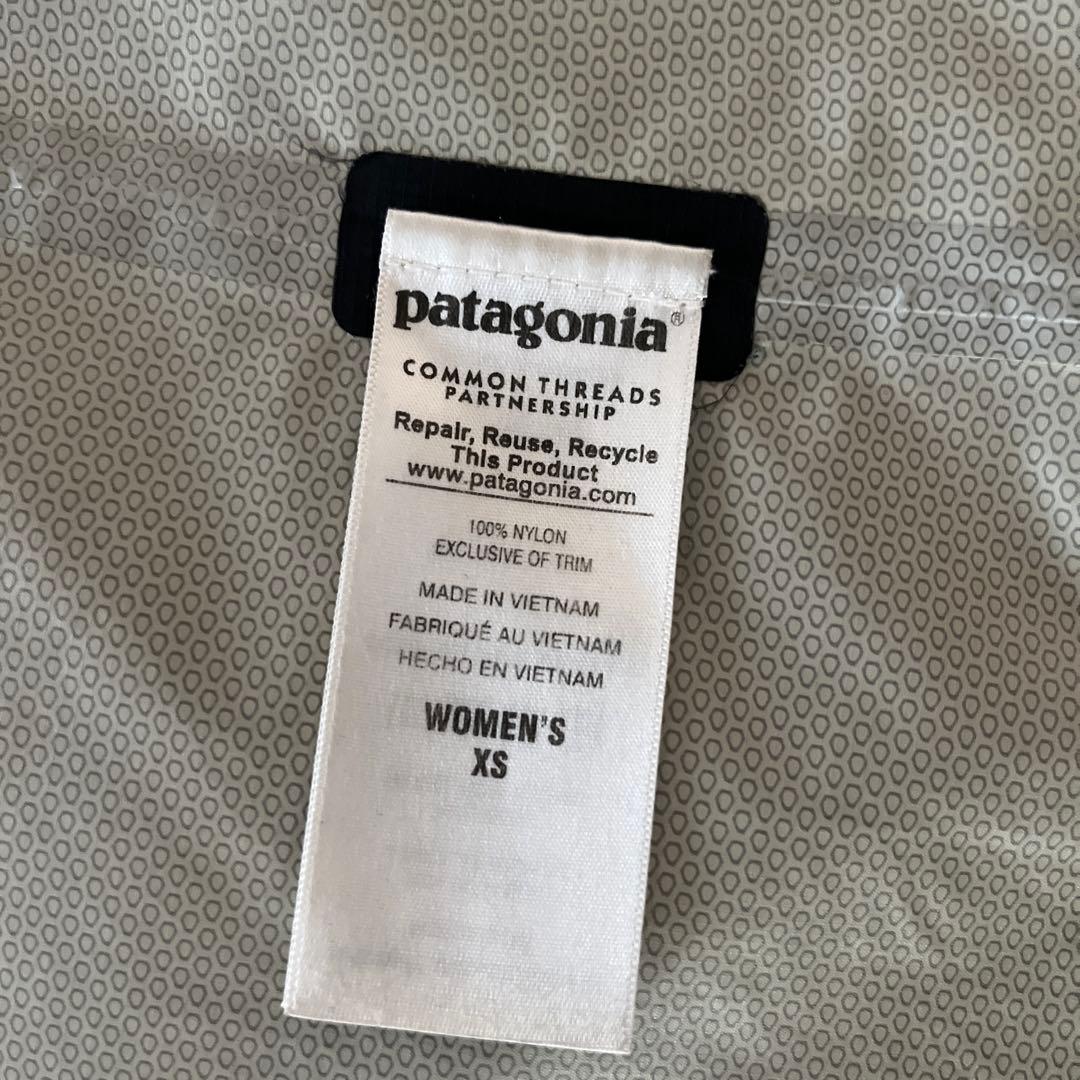 patagonia®
COMMON THREADS
PARTNERSHIP
Repair, Reuse, Recycle
This Product
www.patagonia.com
100% NYLON
EXCLUSIVE OF TRIM
MADE IN VIETNAM
FABRIQUÉ AU VIETNAM
HECHO EN VIETNAM
WOMEN'S
XS